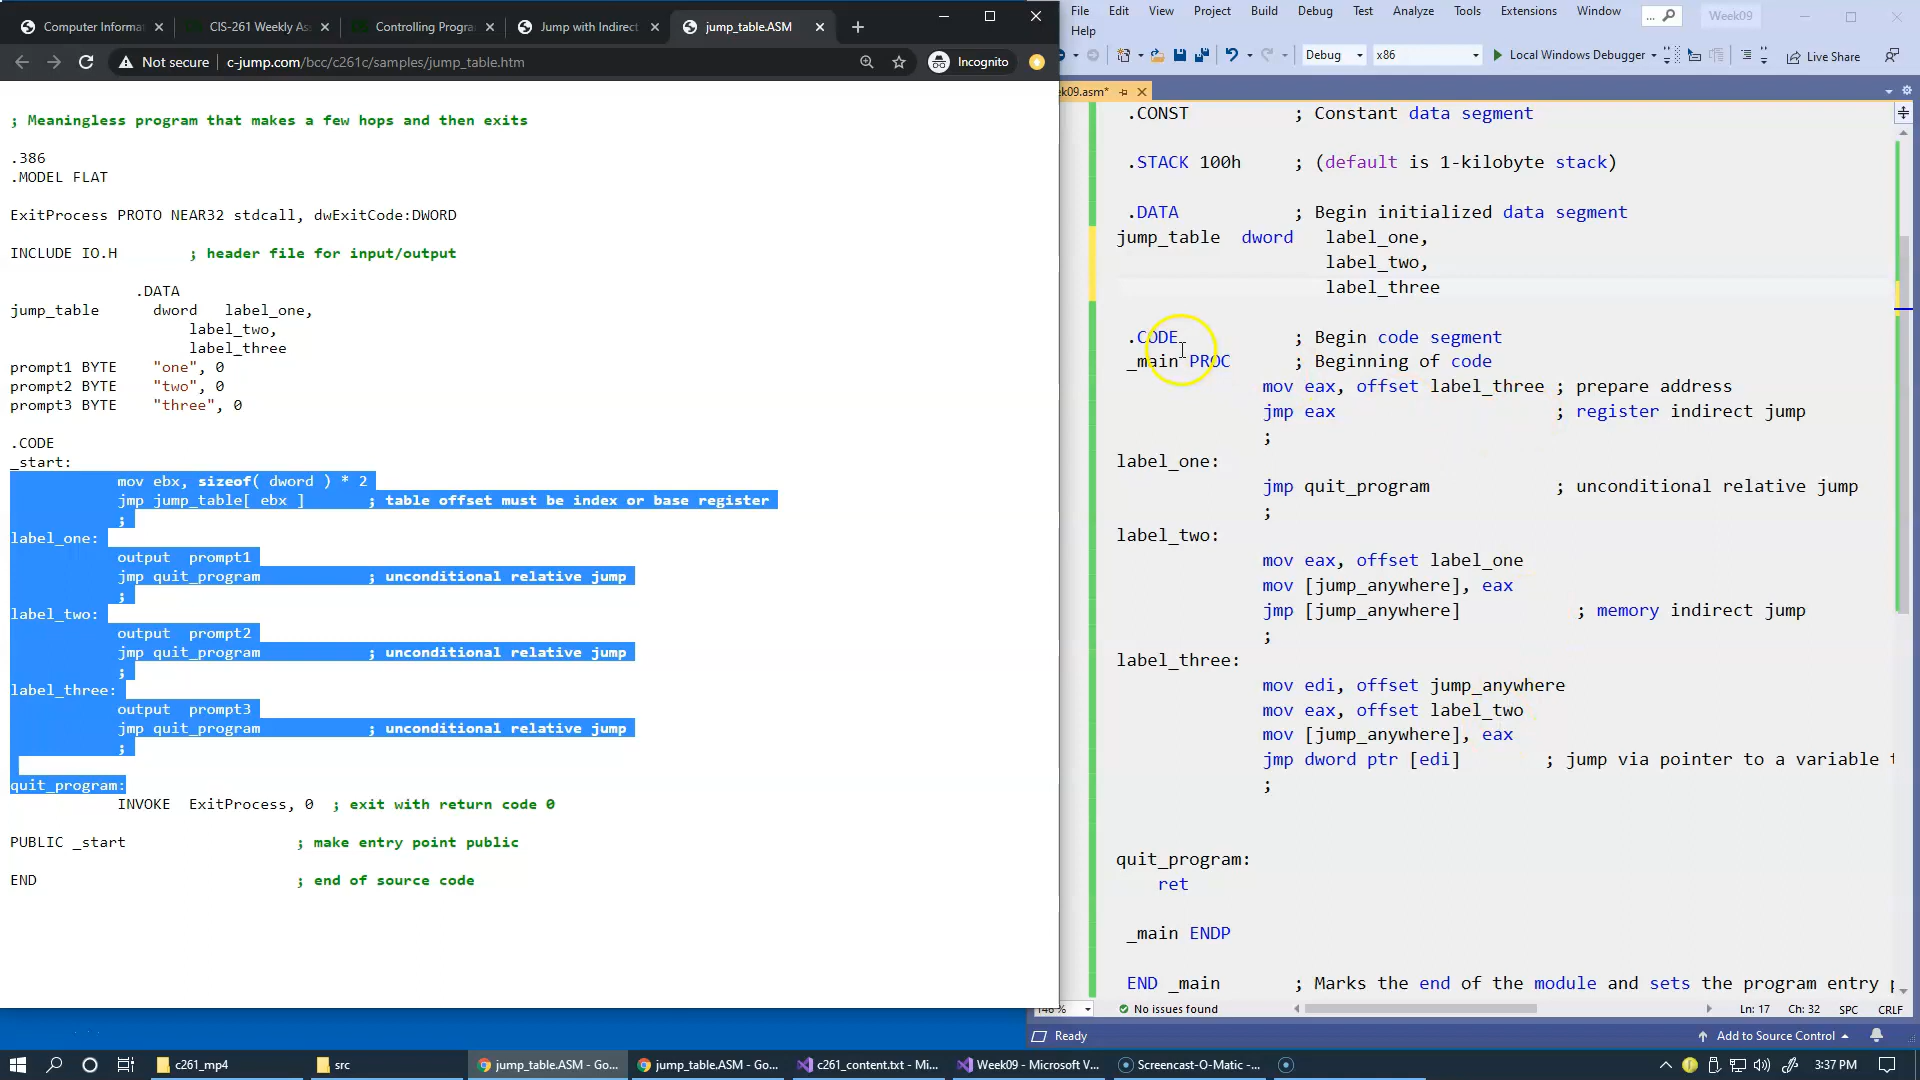 Computer Informa
CIS-261 Weekly Ass
Controlling Progra
Jump with Indirect
jump_table.ASM
Not secure
c-jump.com/bcc/c261c/samples/jump_table.htm
Incognito
; Meaningless program that makes a few hops and then exits
.386
.MODEL FLAT
ExitProcess PROTO NEAR32 stdcall, dwExitCode:DWORD
INCLUDE IO.H ; header file for input/output
.DATA
jump_table dword label_one,
label_two,
label_three
prompt1 BYTE "one", 0
prompt2 BYTE "two", 0
prompt3 BYTE "three", 0
.CODE
_start:
mov ebx, sizeof( dword ) * 2
jmp jump_table[ ebx ] ; table offset must be index or base register
;
label_one:
output prompt1
jmp quit_program ; unconditional relative jump
;
label_two:
output prompt2
jmp quit_program ; unconditional relative jump
;
label_three:
output prompt3
jmp quit_program ; unconditional relative jump
;
quit_program:
INVOKE ExitProcess, 0 ; exit with return code 0
PUBLIC _start ; make entry point public
END ; end of source code
File Edit View Project Build Debug Test Analyze Tools Extensions Window
Help
... Week09
Debug x86 Local Windows Debugger Live Share
ek09.asm*
.CONST ; Constant data segment
.STACK 100h ; (default is 1-kilobyte stack)
.DATA ; Begin initialized data segment
jump_table dword label_one,
label_two,
label_three
.CODE ; Begin code segment
_main PROC ; Beginning of code
mov eax, offset label_three ; prepare address
jmp eax ; register indirect jump
;
label_one:
jmp quit_program ; unconditional relative jump
;
label_two:
mov eax, offset label_one
mov [jump_anywhere], eax
jmp [jump_anywhere] ; memory indirect jump
;
label_three:
mov edi, offset jump_anywhere
mov eax, offset label_two
mov [jump_anywhere], eax
jmp dword ptr [edi] ; jump via pointer to a variable t
;
quit_program:
ret
_main ENDP
END _main ; Marks the end of the module and sets the program entry p
146 % No issues found Ln: 17 Ch: 32 SPC CRLF
Ready Add to Source Control
c261_mp4
src
jump_table.ASM - Go...
jump_table.ASM - Go...
c261_content.txt - Mi...
Week09 - Microsoft V...
Screencast-O-Matic -...
3:37 PM